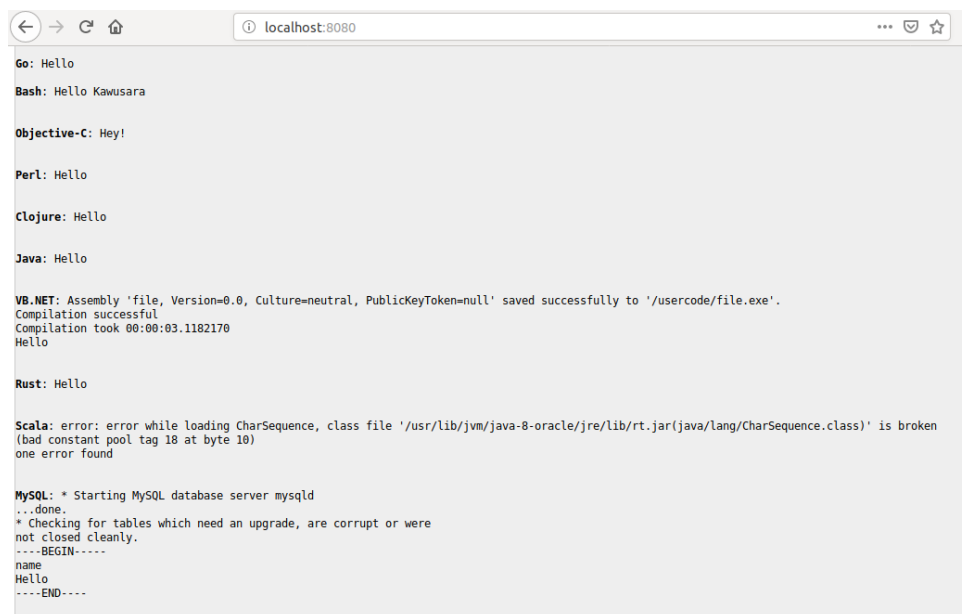 localhost:8080
Go: Hello
Bash: Hello Kawusara
Objective-C: Hey!
Perl: Hello
Clojure: Hello
Java: Hello
VB.NET: Assembly 'file, Version=0.0, Culture=neutral, PublicKeyToken=null' saved successfully to '/usercode/file.exe'.
Compilation successful
Compilation took 00:00:03.1182170
Hello
Rust: Hello
Scala: error: error while loading CharSequence, class file '/usr/lib/jvm/java-8-oracle/jre/lib/rt.jar(java/lang/CharSequence.class)' is broken
(bad constant pool tag 18 at byte 10)
one error found
MySQL: * Starting MySQL database server mysqld
...done.
* Checking for tables which need an upgrade, are corrupt or were
not closed cleanly.
----BEGIN-----
name
Hello
----END----